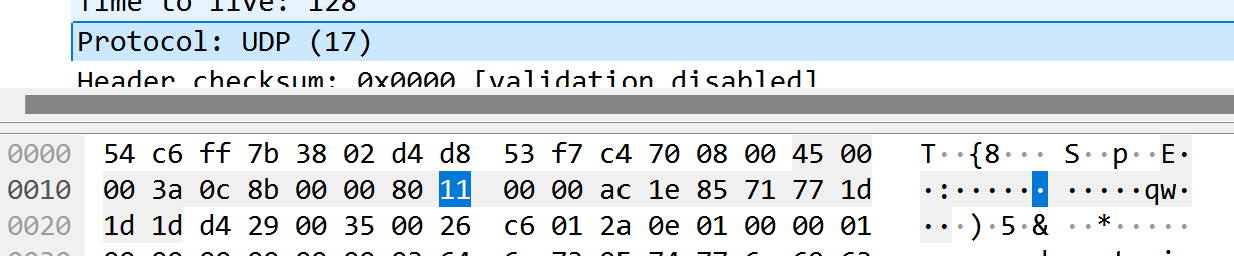 Time to live: 128
Protocol: UDP (17)
Header checksum: 0x0000 [validation disabled]
0000 54 c6 ff 7b 38 02 d4 d8 53 f7 c4 70 08 00 45 00 T··{8··· S··p··E·
0010 00 3a 0c 8b 00 00 80 11 00 00 ac 1e 85 71 77 1d ·:······ ·····qw·
0020 1d 1d d4 29 00 35 00 26 c6 01 2a 0e 01 00 00 01 ···)·5·& ··*·····